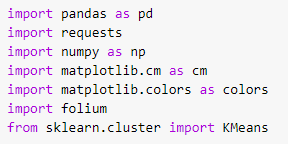 import pandas as pd
import requests
import numpy as np
import matplotlib.cm as cm
import matplotlib.colors as colors
import folium
from sklearn.cluster import KMeans